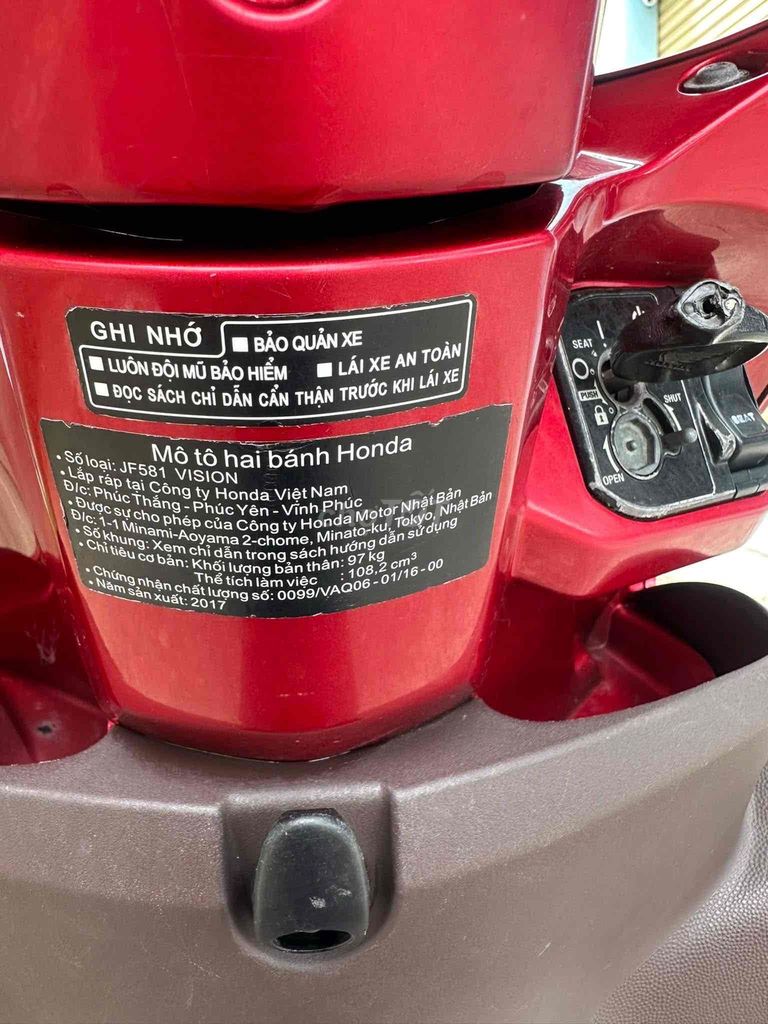 GHI NHỚ
■ BẢO QUẢN XE
■ LUÔN ĐỘI MŨ BẢO HIỂM ■ LÁI XE AN TOÀN
■ ĐỌC SÁCH CHỈ DẪN CẨN THẬN TRƯỚC KHI LÁI XE
Mô tô hai bánh Honda
• Số loại: JF581 VISION
• Lắp ráp tại Công ty Honda Việt Nam
Đ/c: Phúc Thắng - Phúc Yên - Vĩnh Phúc
• Được sự cho phép của Công ty Honda Motor Nhật Bản
Đ/c: 1-1 Minami-Aoyama 2-chome, Minato-ku, Tokyo, Nhật Bản
• Số khung: Xem chỉ dẫn trong sách hướng dẫn sử dụng
• Chỉ tiêu cơ bản: Khối lượng bản thân: 97 kg
Thể tích làm việc : 108,2 cm³
• Chứng nhận chất lượng số: 0099/VAQ06 - 01/16 - 00
• Năm sản xuất: 2017
SEAT
PUSH
SHUT
OPEN
SEAT